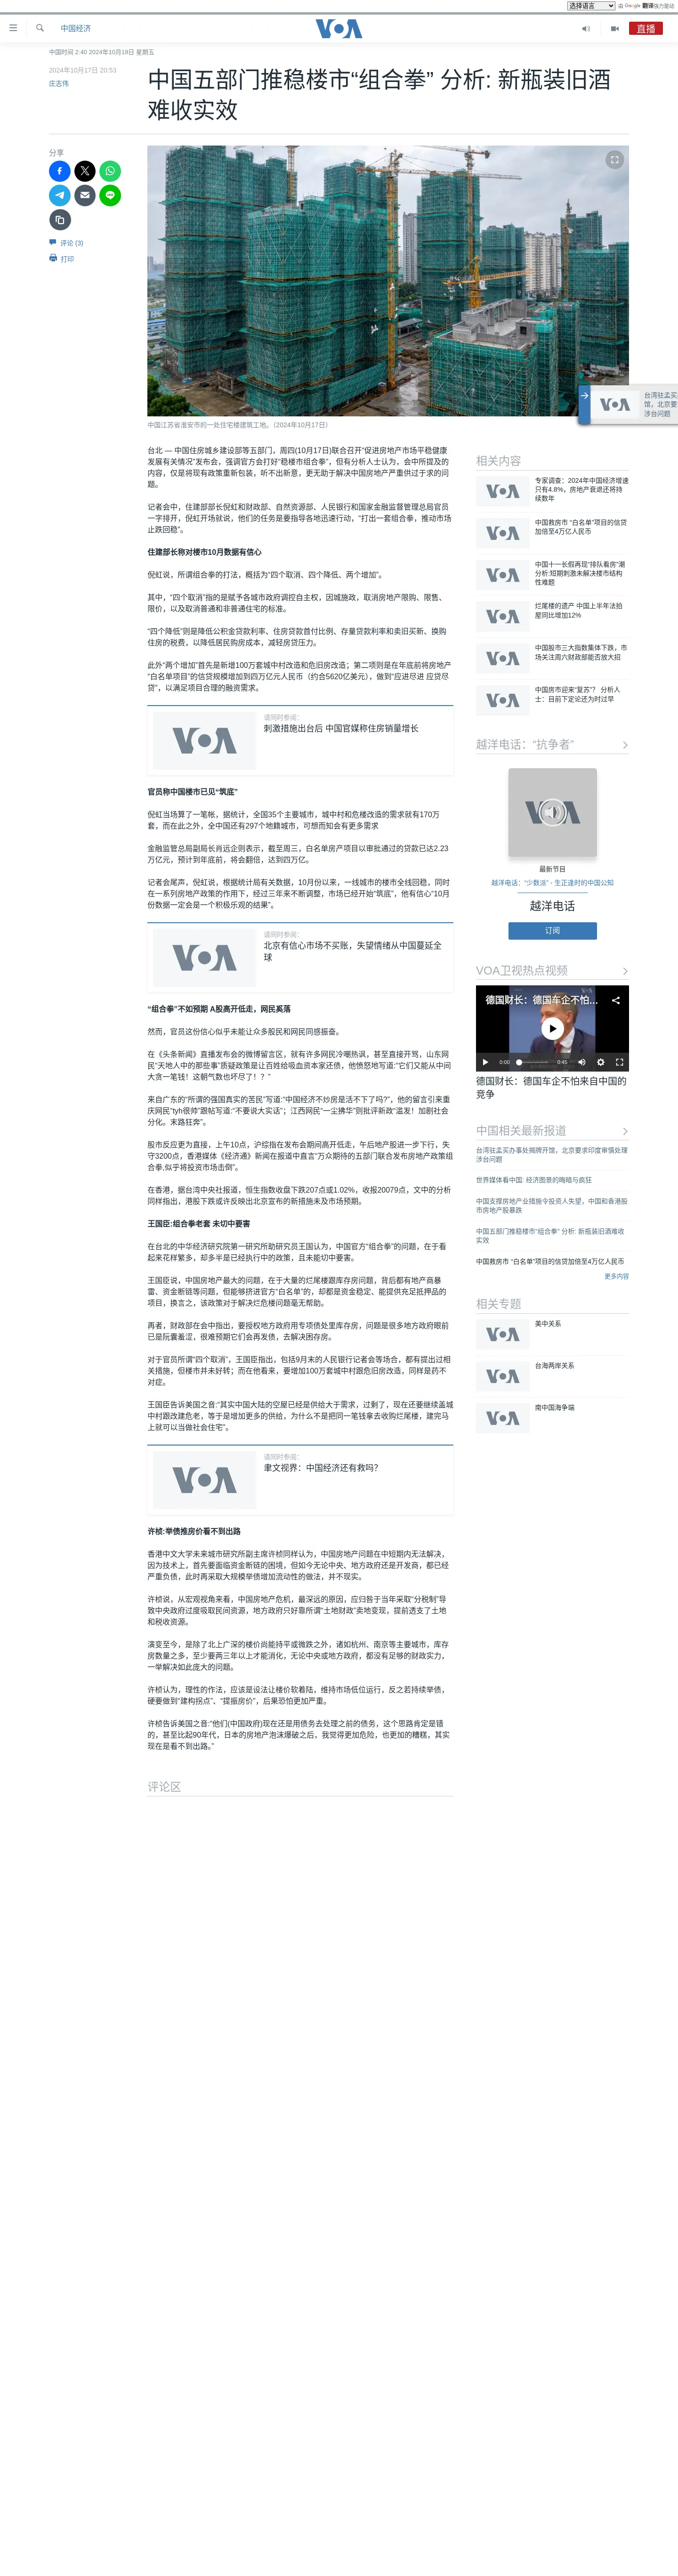 选择语言
由 Google 翻译强力驱动
中国经济
VOA
直播
中国时间 2:40 2024年10月18日 星期五
2024年10月17日 20:53
庄志伟
中国五部门推稳楼市“组合拳” 分析: 新瓶装旧酒
难收实效
分享
评论 (3)
打印
中国江苏省淮安市的一处住宅楼建筑工地。（2024年10月17日）
台湾驻孟买
馆，北京要
涉台问题
台北 — 中国住房城乡建设部等五部门，周四(10月17日)联合召开“促进房地产市场平稳健康
发展有关情况”发布会，强调官方会打好“稳楼市组合拳”，但有分析人士认为，会中所提及的
内容，仅是将现有政策重新包装，听不出新意，更无助于解决中国房地产严重供过于求的问
题。
记者会中，住建部部长倪虹和财政部、自然资源部、人民银行和国家金融监督管理总局官员
一字排开，倪虹开场就说，他们的任务是要指导各地迅速行动，“打出一套组合拳，推动市场
止跌回稳”。
住建部长称对楼市10月数据有信心
倪虹说，所谓组合拳的打法，概括为“四个取消、四个降低、两个增加”。
其中，“四个取消”指的是赋予各城市政府调控自主权，因城施政，取消房地产限购、限售、
限价，以及取消普通和非普通住宅的标准。
“四个降低”则是降低公积金贷款利率、住房贷款首付比例、存量贷款利率和卖旧买新、换购
住房的税费，以降低居民购房成本，减轻房贷压力。
此外“两个增加”首先是新增100万套城中村改造和危旧房改造；第二项则是在年底前将房地产
“白名单项目”的信贷规模增加到四万亿元人民币（约合5620亿美元），做到“应进尽进 应贷尽
贷”，以满足项目合理的融资需求。
请同时参阅：
刺激措施出台后 中国官媒称住房销量增长
官员称中国楼市已见“筑底”
倪虹当场算了一笔帐，据统计，全国35个主要城市，城中村和危楼改造的需求就有170万
套，而在此之外，全中国还有297个地籍城市，可想而知会有更多需求
金融监管总局副局长肖远企则表示，截至周三，白名单房产项目以审批通过的贷款已达2.23
万亿元，预计到年底前，将会翻倍，达到四万亿。
记者会尾声，倪虹说，根据统计局有关数据，10月份以来，一线城市的楼市全线回稳，同时
在一系列房地产政策的作用下，经过三年来不断调整，市场已经开始“筑底”，他有信心“10月
份数据一定会是一个积极乐观的结果”。
请同时参阅：
北京有信心市场不买账，失望情绪从中国蔓延全
球
“组合拳”不如预期 A股高开低走，网民奚落
然而，官员这份信心似乎未能让众多股民和网民同感振奋。
在《头条新闻》直播发布会的微博留言区，就有许多网民冷嘲热讽，甚至直接开骂，山东网
民“天地人中的那些事”质疑政策是让百姓给吸血资本家还债，他愤怒地写道:“它们又能从中间
大贪一笔钱！这朝气数也坏尽了！？”
来自广东的“所谓的强国真实的苦民”写道:“中国经济不炒房是活不下了吗?”，他的留言引来重
庆网民“tyh很帅”跟帖写道:“不要说大实话”；江西网民“一尘拂华”则批评新政“滥发！加剧社会
分化。末路狂奔”。
股市反应更为直接，上午10点，沪综指在发布会期间高开低走，午后地产股进一步下行，失
守3200点，香港媒体《经济通》新闻在报道中直言“万众期待的五部门联合发布房地产政策组
合拳,似乎将投资市场击倒”。
在香港，据台湾中央社报道，恒生指数收盘下跌207点或1.02%，收报20079点，文中的分析
同样指出，港股下跌或许反映出北京宣布的新措施未及市场预期。
王国臣:组合拳老套 未切中要害
在台北的中华经济研究院第一研究所助研究员王国认为，中国官方“组合拳”的问题，在于看
起来花样繁多，却多半是已经执行中的政策，且未能切中要害。
王国臣说，中国房地产最大的问题，在于大量的烂尾楼跟库存房问题，背后都有地产商暴
雷、资金断链等问题，但能够挤进官方“白名单”的，却都是资金稳定、能提供充足抵押品的
项目，换言之，该政策对于解决烂危楼问题毫无帮助。
再者，财政部在会中指出，要授权地方政府用专项债处里库存房，问题是很多地方政府眼前
已是阮囊羞涩，很难预期它们会再发债，去解决困存房。
对于官员所谓“四个取消”，王国臣指出，包括9月末的人民银行记者会等场合，都有提出过相
关措施，但楼市并未好转；而在他看来，要增加100万套城中村跟危旧房改造，同样是药不
对症。
王国臣告诉美国之音:“其实中国大陆的空屋已经是供给大于需求，过剩了，现在还要继续盖城
中村跟改建危老，等于是增加更多的供给，为什么不是把同一笔钱拿去收购烂尾楼，建完马
上就可以当做社会住宅”。
请同时参阅：
聿文视界：中国经济还有救吗？
许桢:举债推房价看不到出路
香港中文大学未来城市研究所副主席许桢同样认为，中国房地产问题在中短期内无法解决，
因为技术上，首先要面临资金断链的困境，但如今无论中央、地方政府还是开发商，都已经
严重负债，此时再采取大规模举债增加流动性的做法，并不现实。
许桢说，从宏观视角来看，中国房地产危机，最深远的原因，应归咎于当年采取“分税制”导
致中央政府过度吸取民间资源，地方政府只好靠所谓“土地财政”卖地变现，提前透支了土地
和税收资源。
演变至今，是除了北上广深的楼价尚能持平或微跌之外，诸如杭州、南京等主要城市，库存
房数量之多，至少要两三年以上才能消化，无论中央或地方政府，都没有足够的财政实力，
一举解决如此庞大的问题。
许桢认为，理性的作法，应该是设法让楼价软着陆，维持市场低位运行，反之若持续举债，
硬要做到“建构拐点”、“提振房价”，后果恐怕更加严重。
许桢告诉美国之音:“他们(中国政府)现在还是用债务去处理之前的债务，这个思路肯定是错
的，甚至比起90年代，日本的房地产泡沫爆破之后，我觉得更加危险，也更加的糟糕，其实
现在是看不到出路。”
评论区
相关内容
专家调查：2024年中国经济增速
只有4.8%，房地产衰退还将持
续数年
中国救房市 “白名单”项目的信贷
加倍至4万亿人民币
中国十一长假再现“排队看房”潮
分析:短期刺激未解决楼市结构
性难题
烂尾楼的遗产 中国上半年法拍
屋同比增加12%
中国股市三大指数集体下跌，市
场关注周六财政部能否放大招
中国房市迎来“复苏”？ 分析人
士：目前下定论还为时过早
越洋电话：“抗争者”
最新节目
越洋电话：“少数派” - 生正逢时的中国公知
越洋电话
订阅
VOA卫视热点视频
德国财长：德国车企不怕...
0:00
0:45
德国财长：德国车企不怕来自中国的
竞争
中国相关最新报道
台湾驻孟买办事处揭牌开馆，北京要求印度审慎处理
涉台问题
世界媒体看中国: 经济图景的晦暗与疯狂
中国支撑房地产业措施令投资人失望，中国和香港股
市房地产股暴跌
中国五部门推稳楼市“组合拳” 分析: 新瓶装旧酒难收
实效
中国救房市 “白名单”项目的信贷加倍至4万亿人民币
更多内容
相关专题
美中关系
台海两岸关系
南中国海争端